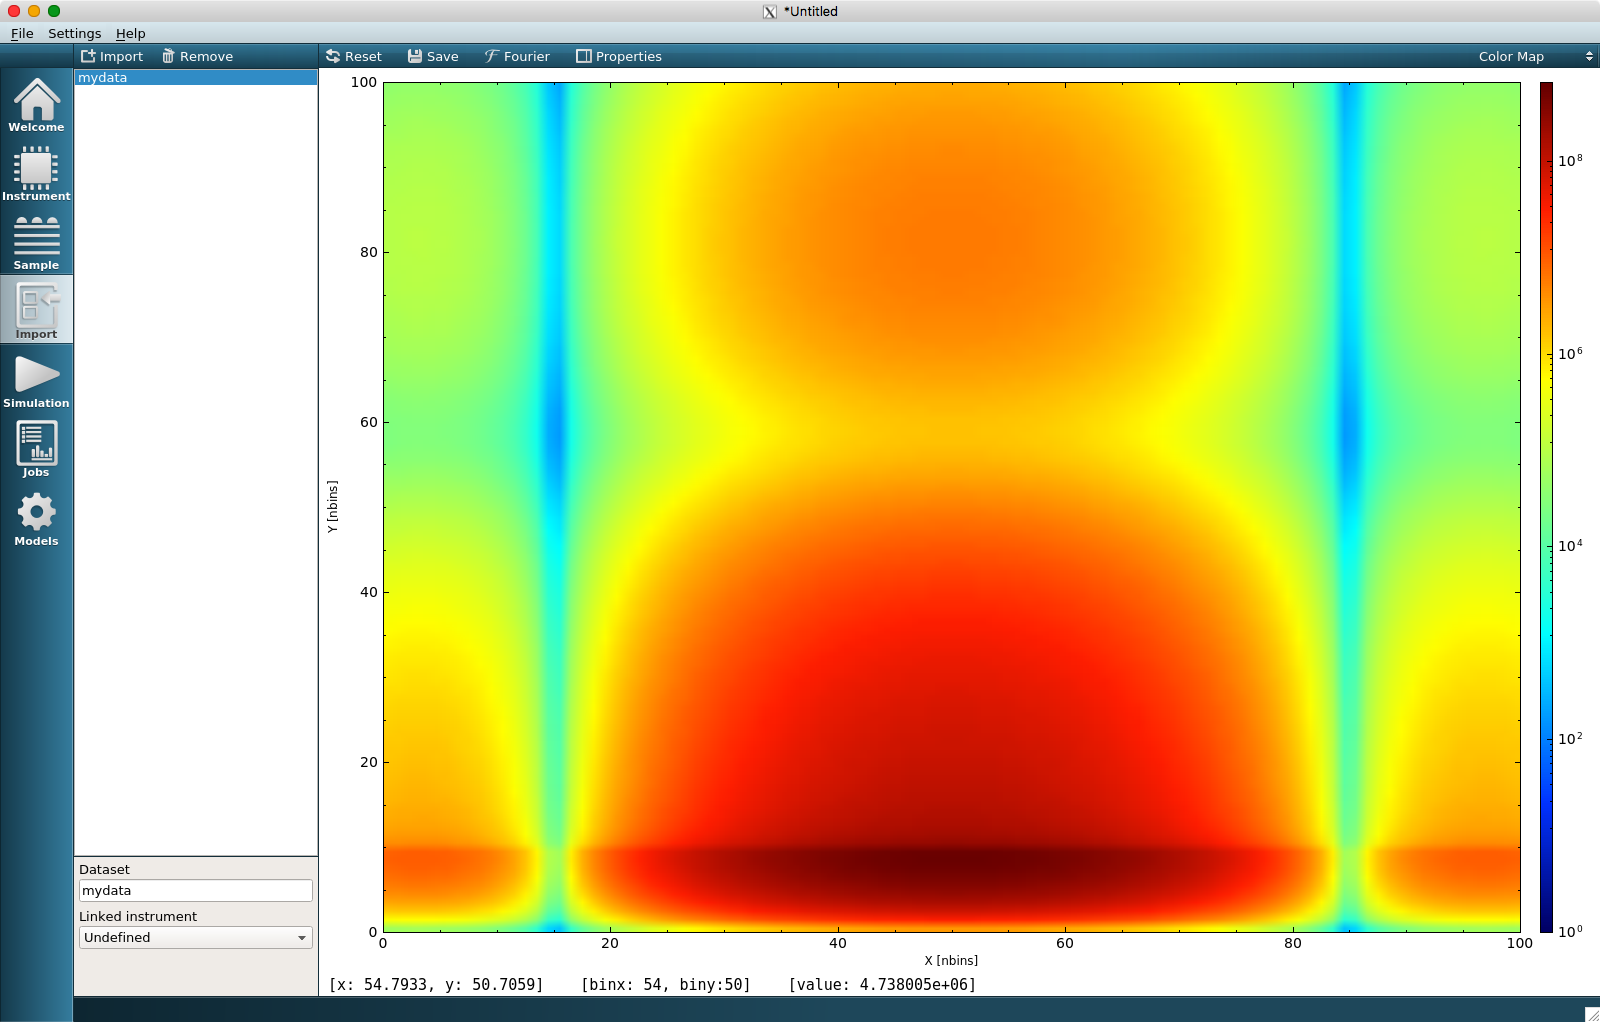 *Untitled
File Settings Help
Import Remove Reset Save Fourier Properties Color Map
mydata
Welcome
Instrument
Sample
Import
Simulation
Jobs
Models
Dataset
mydata
Linked instrument
Undefined
100
80
60
40
20
0
Y [nbins]
0 20 40 60 80 100
X [nbins]
10⁸
10⁶
10⁴
10²
10⁰
[x: 54.7933, y: 50.7059] [binx: 54, biny:50] [value: 4.738005e+06]